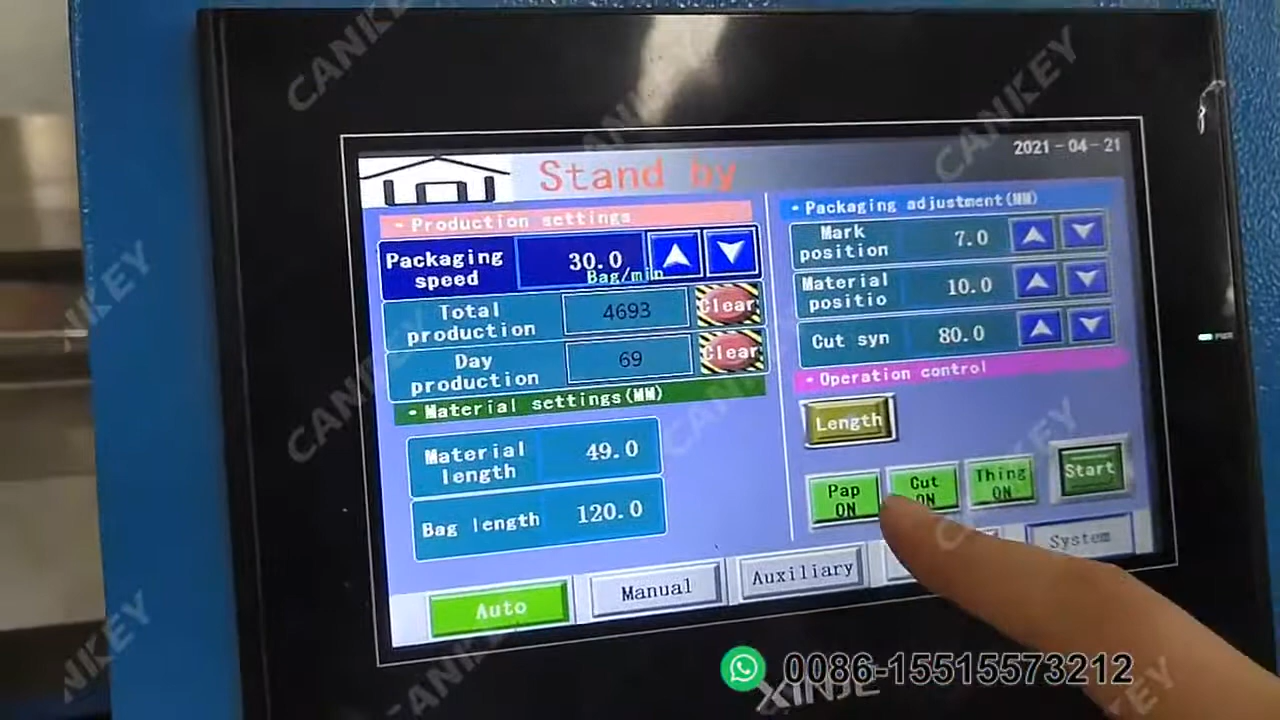 CANKEY
CANKEY
2021-04-21
Stand by
- Production settings
Packaging speed
30.0
Bag/min
Total production
4693
Clear
Day production
69
Clear
- Material settings(MM)
Material length
49.0
Bag length
120.0
- Packaging adjustment(MM)
Mark position
7.0
Material positio
10.0
Cut syn
80.0
- Operation control
Length
Pap ON
Cut ON
Thing ON
Start
Auto
Manual
Auxiliary
System
0086-15515573212
XINJE